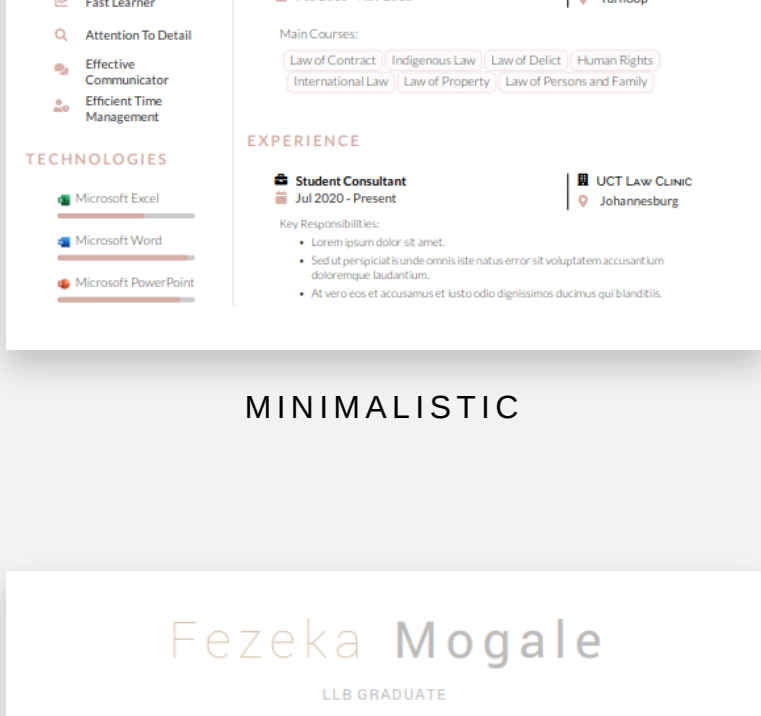 Fast Learner
Attention To Detail
Effective
Communicator
Efficient Time
Management
TECHNOLOGIES
Microsoft Excel
Microsoft Word
Microsoft PowerPoint
Main Courses:
Law of Contract Indigenous Law Law of Delict Human Rights
International Law Law of Property Law of Persons and Family
EXPERIENCE
Student Consultant UCT LAW CLINIC
Jul 2020 - Present Johannesburg
Key Responsibilities:
• Lorem ipsum dolor sit amet.
• Sed ut perspiciatis unde omnis iste natus error sit voluptatem accusantium
doloremque laudantium.
• At vero eos et accusamus et iusto odio dignissimos ducimus qui blanditiis.
MINIMALISTIC
Fezeka Mogale
LLB GRADUATE